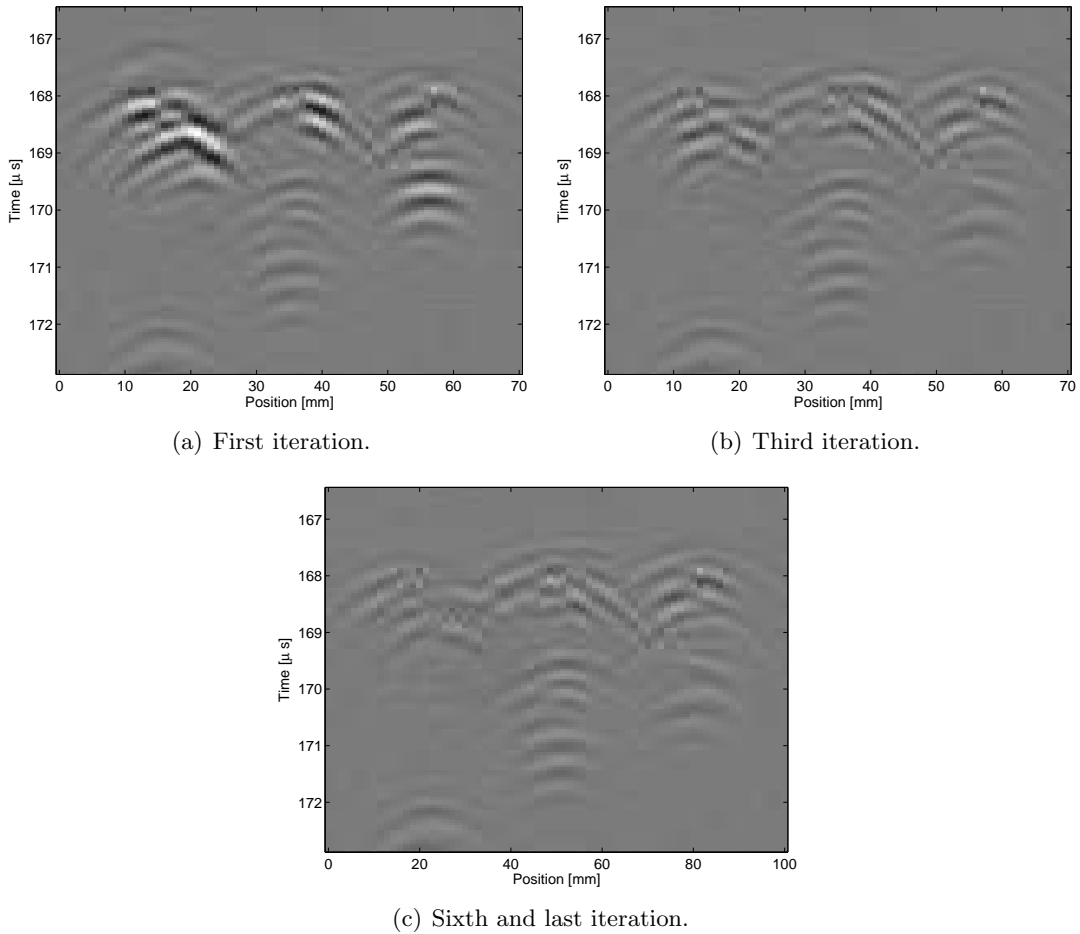 167
168
169
170
171
172
Time [μ s]
0 10 20 30 40 50 60 70
Position [mm]
(a) First iteration.
167
168
169
170
171
172
Time [μ s]
0 10 20 30 40 50 60 70
Position [mm]
(b) Third iteration.
167
168
169
170
171
172
Time [μ s]
0 20 40 60 80 100
Position [mm]
(c) Sixth and last iteration.